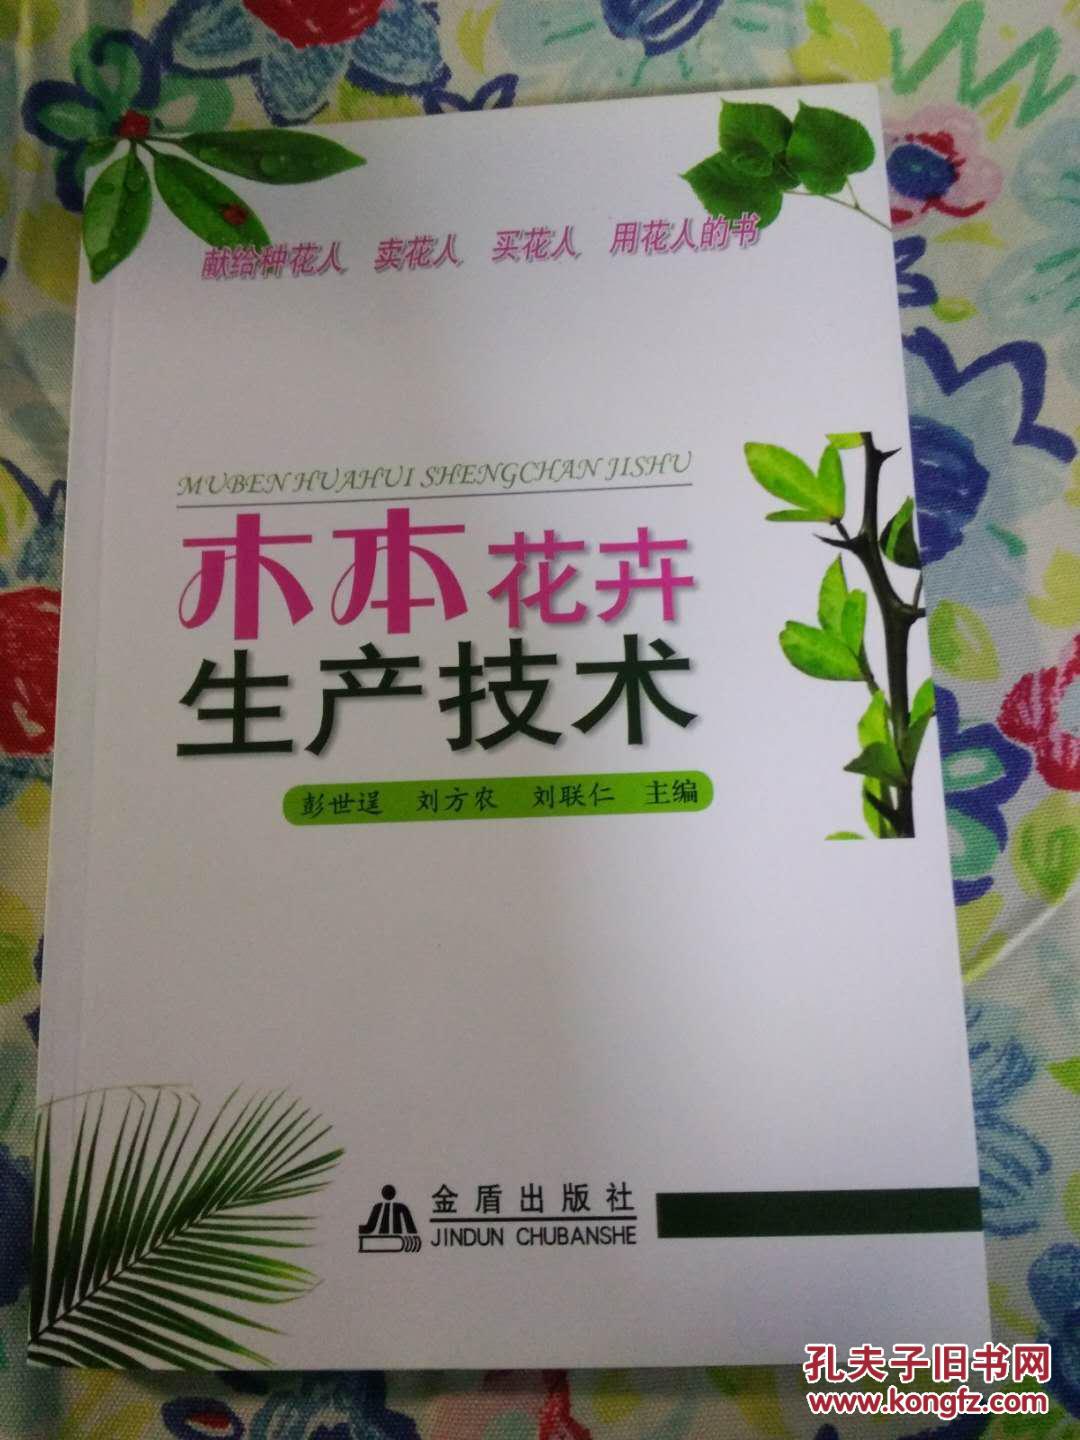 献给种花人 卖花人 买花人 用花人的书
MUBEN HUAHUI SHENGCHAN JISHU
木本花卉
生产技术
彭世逞 刘方农 刘联仁 主编
金盾出版社
JINDUN CHUBANSHE
孔夫子旧书网
www.kongfz.com